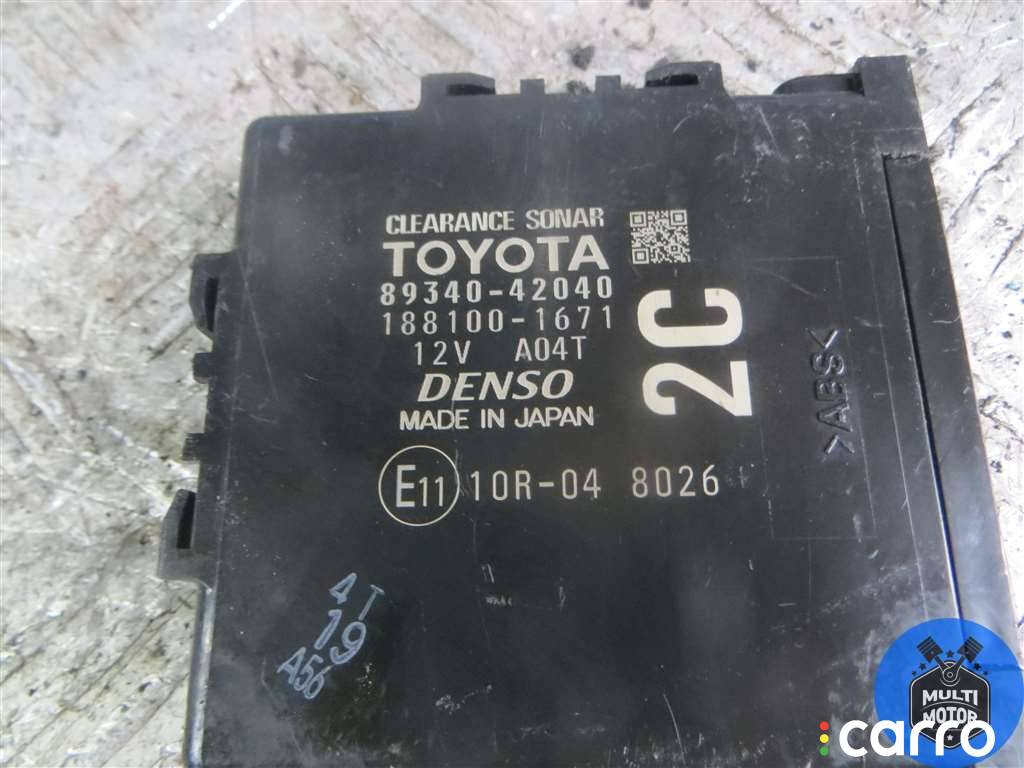 CLEARANCE SONAR
TOYOTA
89340-42040
188100-1671
12V A04T
DENSO
MADE IN JAPAN
2C
>ABS<
E11 10R-04 8026
4T
19
A56
MULTI
MOTOR
carro